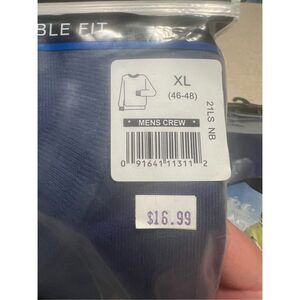 BLE FIT
XL
(46-48)
21LS NB
* MENS CREW *
0 91641 11311 2
$16.99